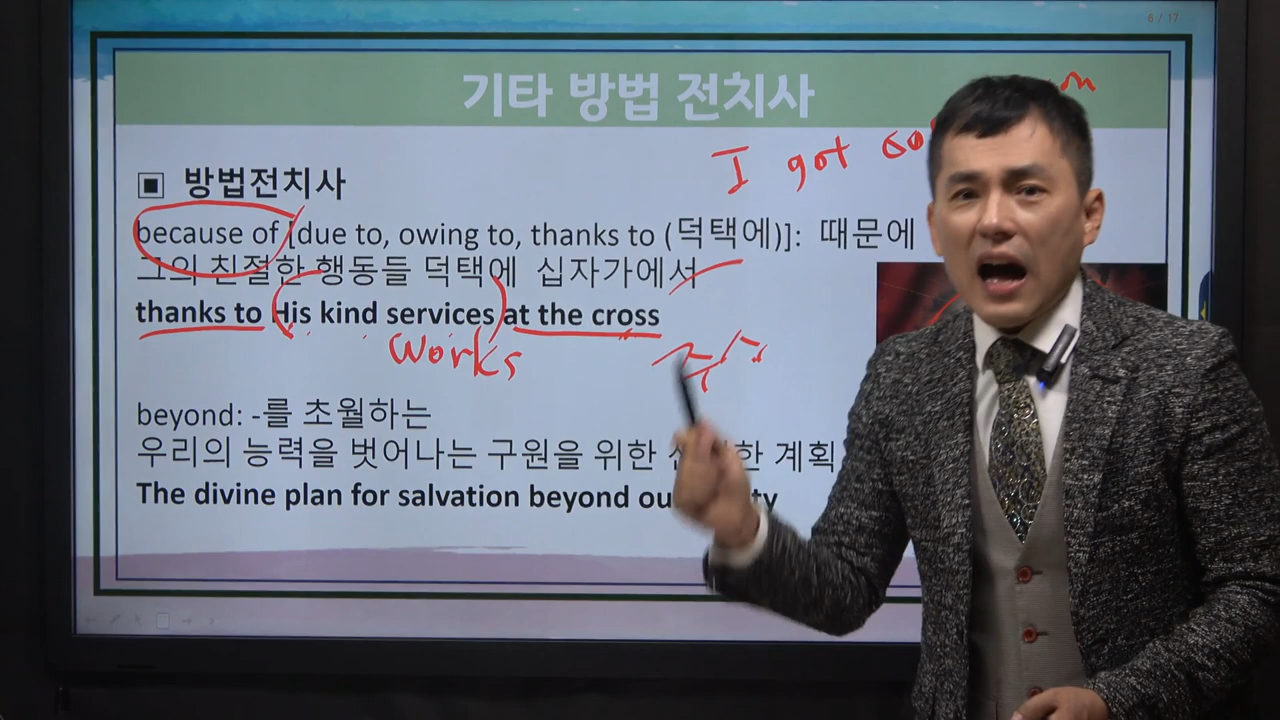 6 / 17
기타 방법 전치사
I got
▣ 방법전치사
because of [due to, owing to, thanks to (덕택에)]: 때문에
그의 친절한 행동들 덕택에 십자가에서
thanks to His kind services at the cross
works
beyond: -를 초월하는
우리의 능력을 벗어나는 구원을 위한 계획
The divine plan for salvation beyond